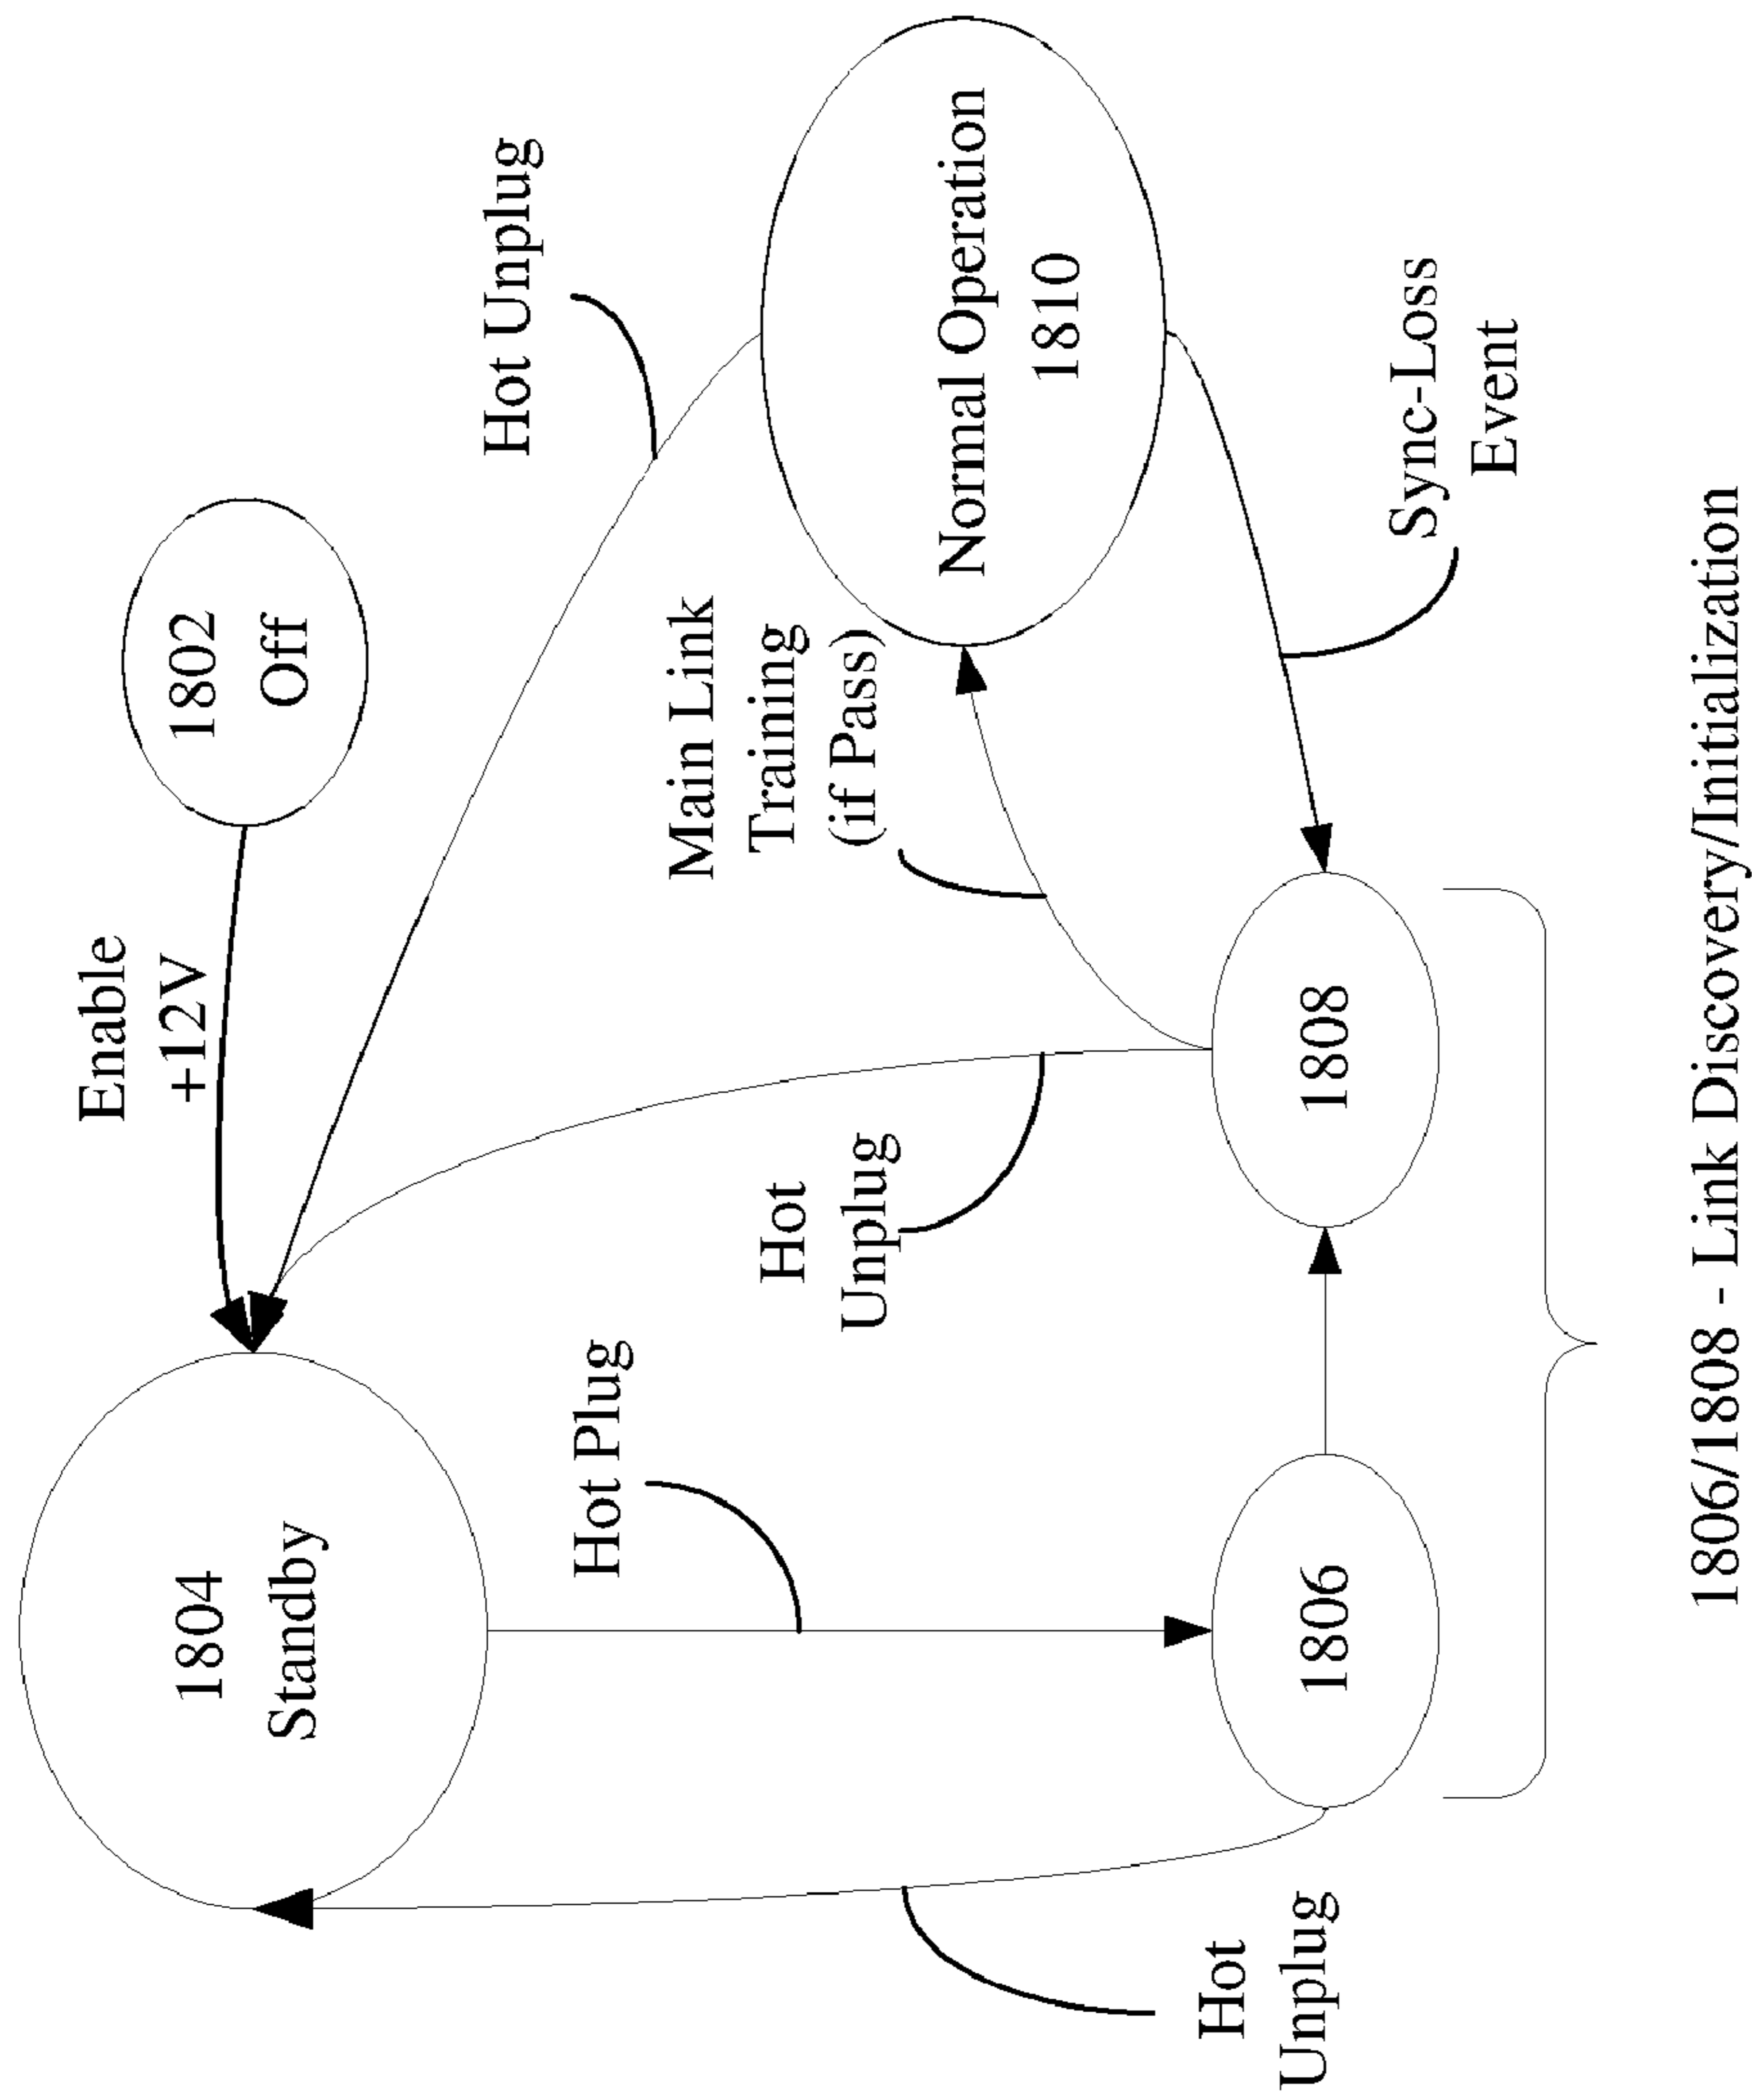 1804
Standby
Enable
+12V
1802
Off
Hot Unplug
Hot Plug
Hot
Unplug
Main Link
Training
(if Pass)
Normal Operation
1810
Hot
Unplug
1806
1808
Sync-Loss
Event
1806/1808 - Link Discovery/Initialization